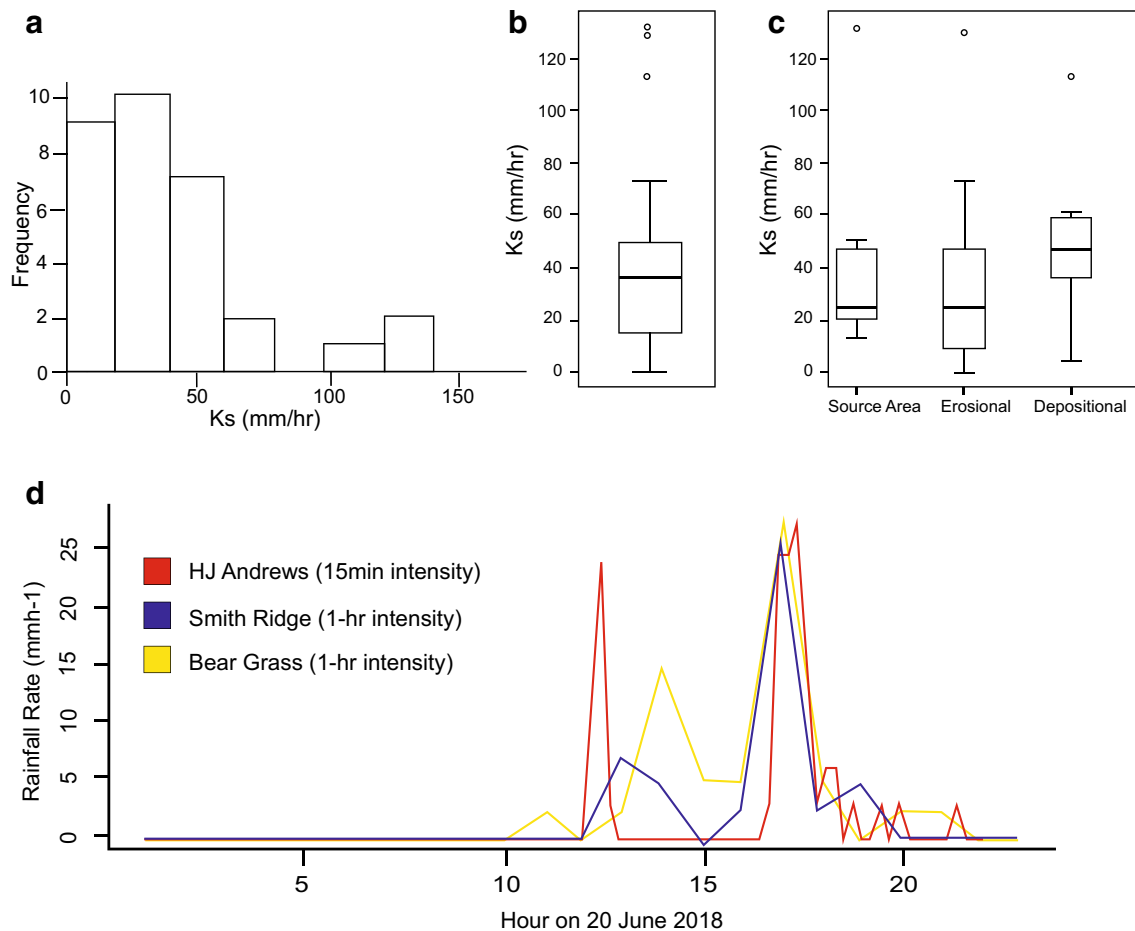 a
10
8
6
4
2
0
Frequency
0
50
100
150
Ks (mm/hr)
b
120
100
80
60
40
20
0
Ks (mm/hr)
c
120
100
80
60
40
20
0
Ks (mm/hr)
Source Area
Erosional
Depositional
d
25
20
15
10
5
0
Rainfall Rate (mmh-1)
HJ Andrews (15min intensity)
Smith Ridge (1-hr intensity)
Bear Grass (1-hr intensity)
5
10
15
20
Hour on 20 June 2018